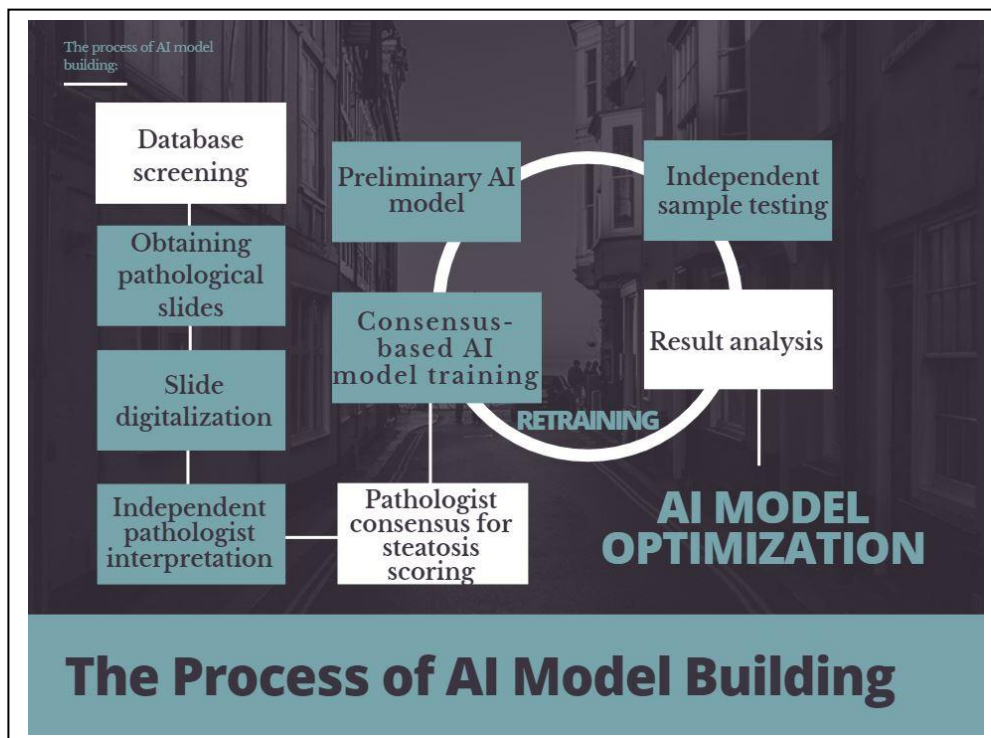 The process of AI model
building:
Database
screening
Obtaining
pathological
slides
Slide
digitalization
Independent
pathologist
interpretation
Pathologist
consensus for
steatosis
scoring
Consensus-
based AI
model training
Preliminary AI
model
Independent
sample testing
Result analysis
RETRAINING
AI MODEL
OPTIMIZATION
The Process of AI Model Building